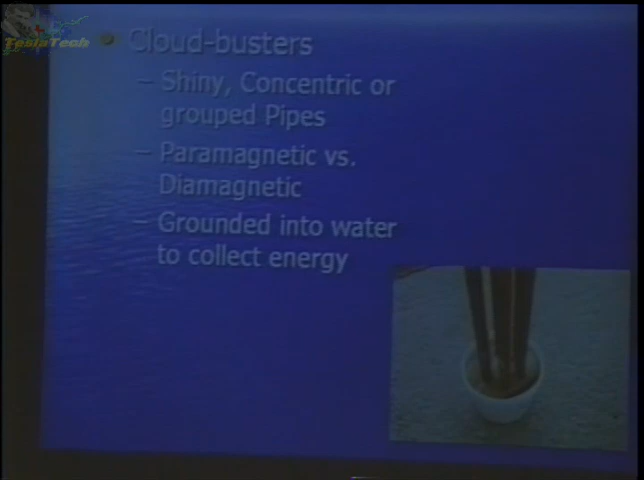 TeslaTech
Cloud-busters
– Shiny, Concentric or
grouped Pipes
– Paramagnetic vs.
Diamagnetic
– Grounded into water
to collect energy